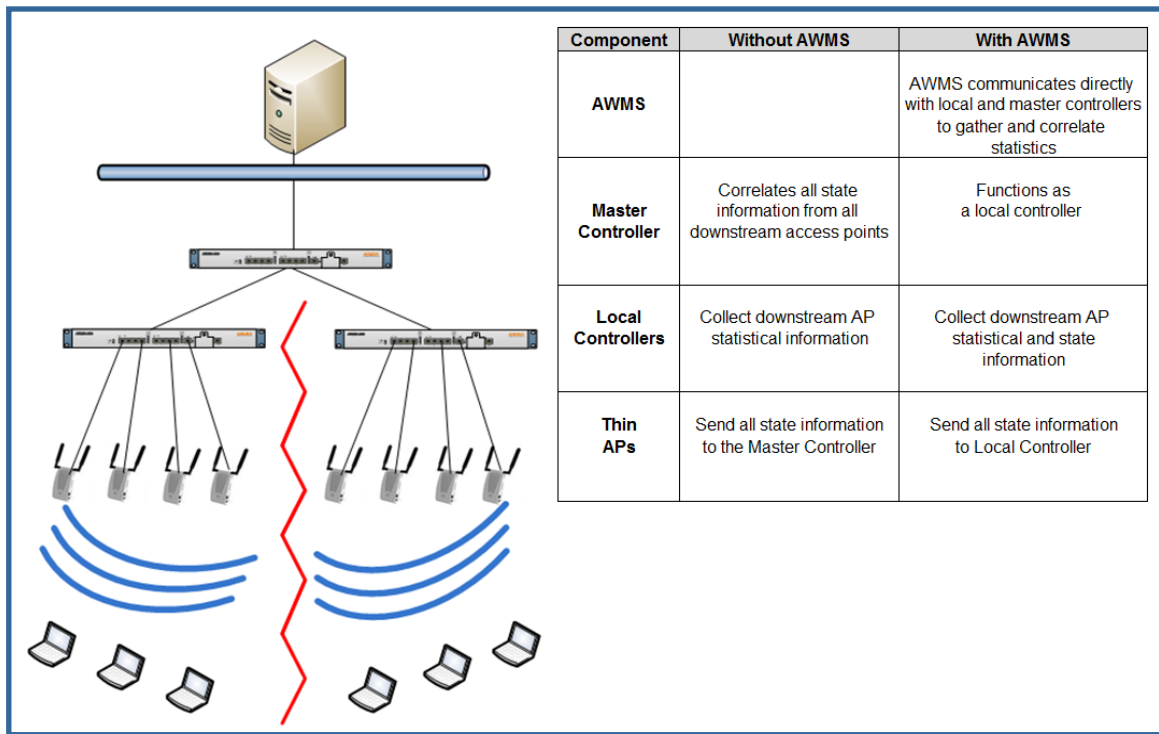 Component
Without AWMS
With AWMS
AWMS
AWMS communicates directly
with local and master controllers
to gather and correlate
statistics
Master
Controller
Correlates all state
information from all
downstream access points
Functions as
a local controller
Local
Controllers
Collect downstream AP
statistical information
Collect downstream AP
statistical and state
information
Thin
APs
Send all state information
to the Master Controller
Send all state information
to Local Controller